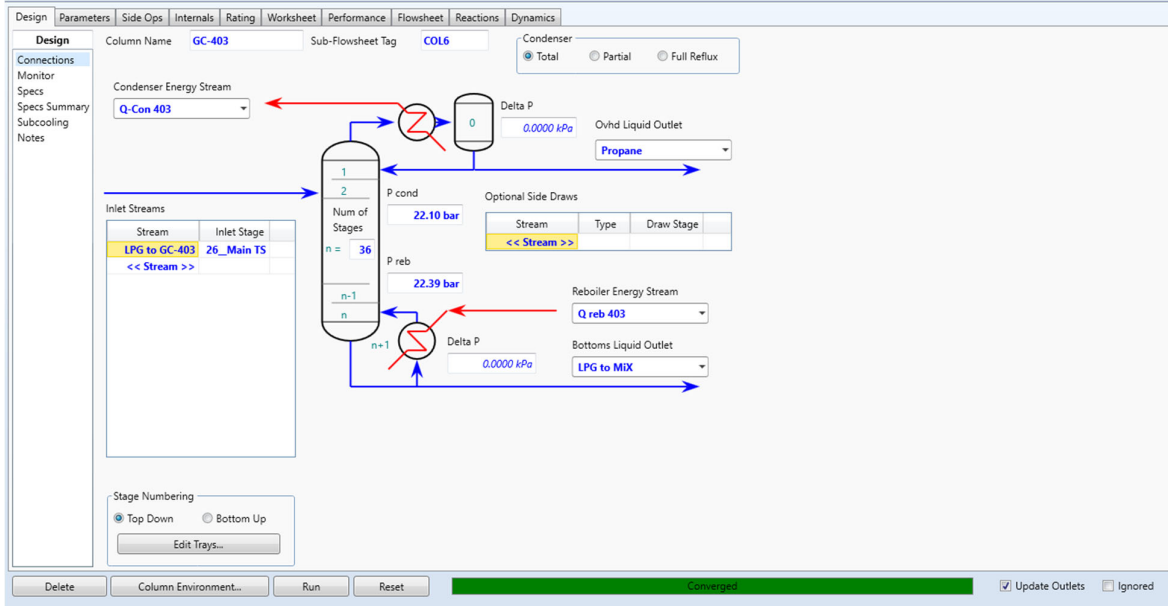 Design Parameters Side Ops Internals Rating Worksheet Performance Flowsheet Reactions Dynamics
Design
Connections
Monitor
Specs
Specs Summary
Subcooling
Notes
Column Name GC-403 Sub-Flowsheet Tag COL6
Condenser
Total Partial Full Reflux
Condenser Energy Stream
Q-Con 403
0
Delta P
0.0000 kPa
Ovhd Liquid Outlet
Propane
1
2
Num of
Stages
n = 36
n-1
n
n+1
P cond
22.10 bar
P reb
22.39 bar
Optional Side Draws
Stream Type Draw Stage
<< Stream >>
Inlet Streams
Stream Inlet Stage
LPG to GC-403 26__Main TS
<< Stream >>
Reboiler Energy Stream
Q reb 403
Delta P
0.0000 kPa
Bottoms Liquid Outlet
LPG to MiX
Stage Numbering
Top Down Bottom Up
Edit Trays...
Delete Column Environment... Run Reset Converged Update Outlets Ignored